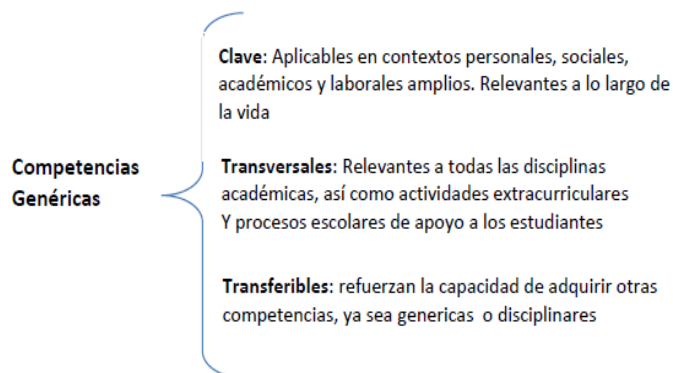 Clave: Aplicables en contextos personales, sociales,
académicos y laborales amplios. Relevantes a lo largo de
la vida
Competencias
Genéricas
Transversales: Relevantes a todas las disciplinas
académicas, así como actividades extracurriculares
Y procesos escolares de apoyo a los estudiantes
Transferibles: refuerzan la capacidad de adquirir otras
competencias, ya sea genericas o disciplinares